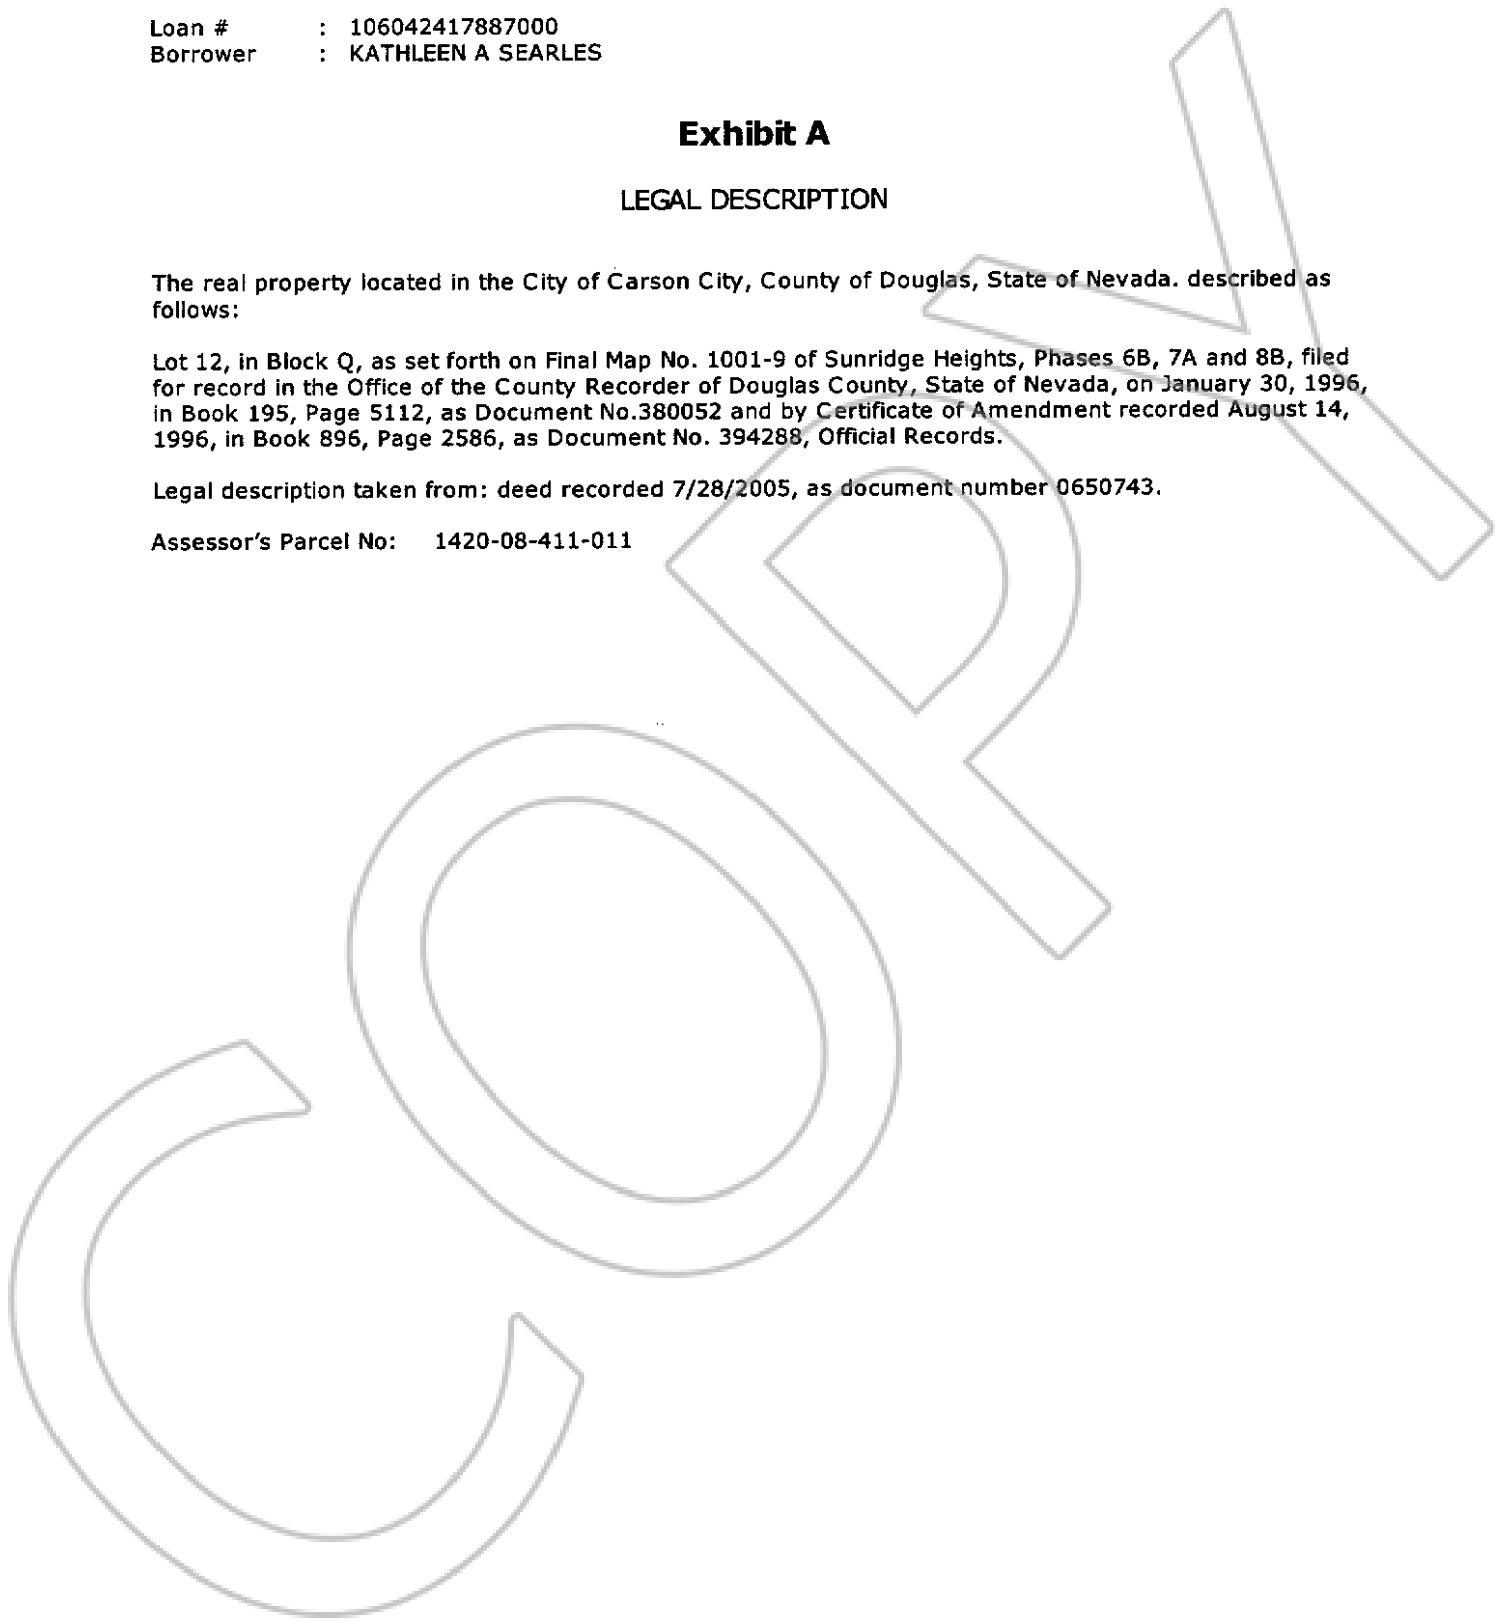 Loan # : 106042417887000
Borrower : KATHLEEN A SEARLES
Exhibit A
LEGAL DESCRIPTION
The real property located in the City of Carson City, County of Douglas, State of Nevada. described as
follows:
Lot 12, in Block Q, as set forth on Final Map No. 1001-9 of Sunridge Heights, Phases 6B, 7A and 8B, filed
for record in the Office of the County Recorder of Douglas County, State of Nevada, on January 30, 1996,
in Book 195, Page 5112, as Document No.380052 and by Certificate of Amendment recorded August 14,
1996, in Book 896, Page 2586, as Document No. 394288, Official Records.
Legal description taken from: deed recorded 7/28/2005, as document number 0650743.
Assessor's Parcel No: 1420-08-411-011
COPY